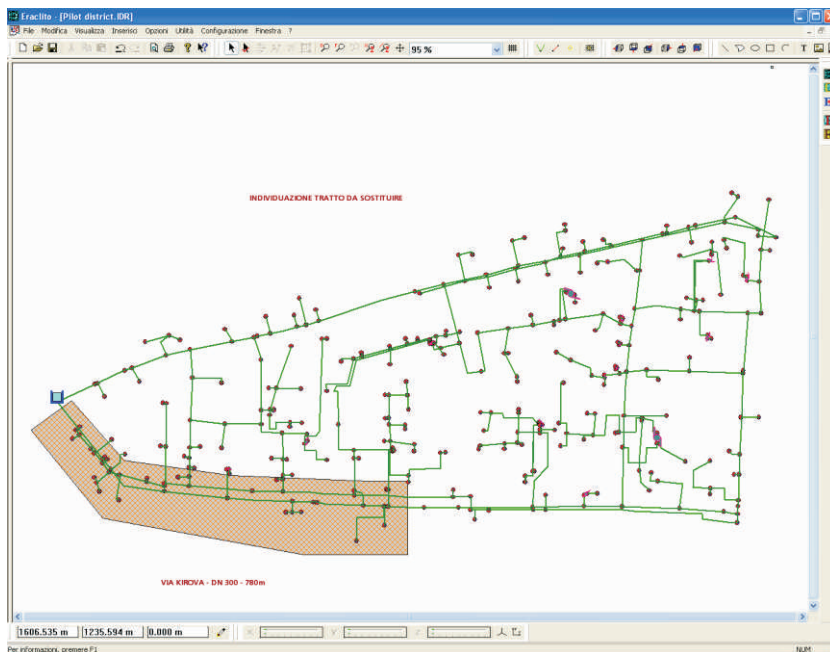 Eraclito - [Pilot district.IDR]
File Modifica Visualizza Inserisci Opzioni Utilità Configurazione Finestra ?
95 %
INDIVIDUAZIONE TRATTO DA SOSTITUIRE
VIA KIROVA - DN 300 - 780m
1606.535 m 1235.594 m 0.000 m X: Y: Z:
Per informazioni, premere F1 NUM